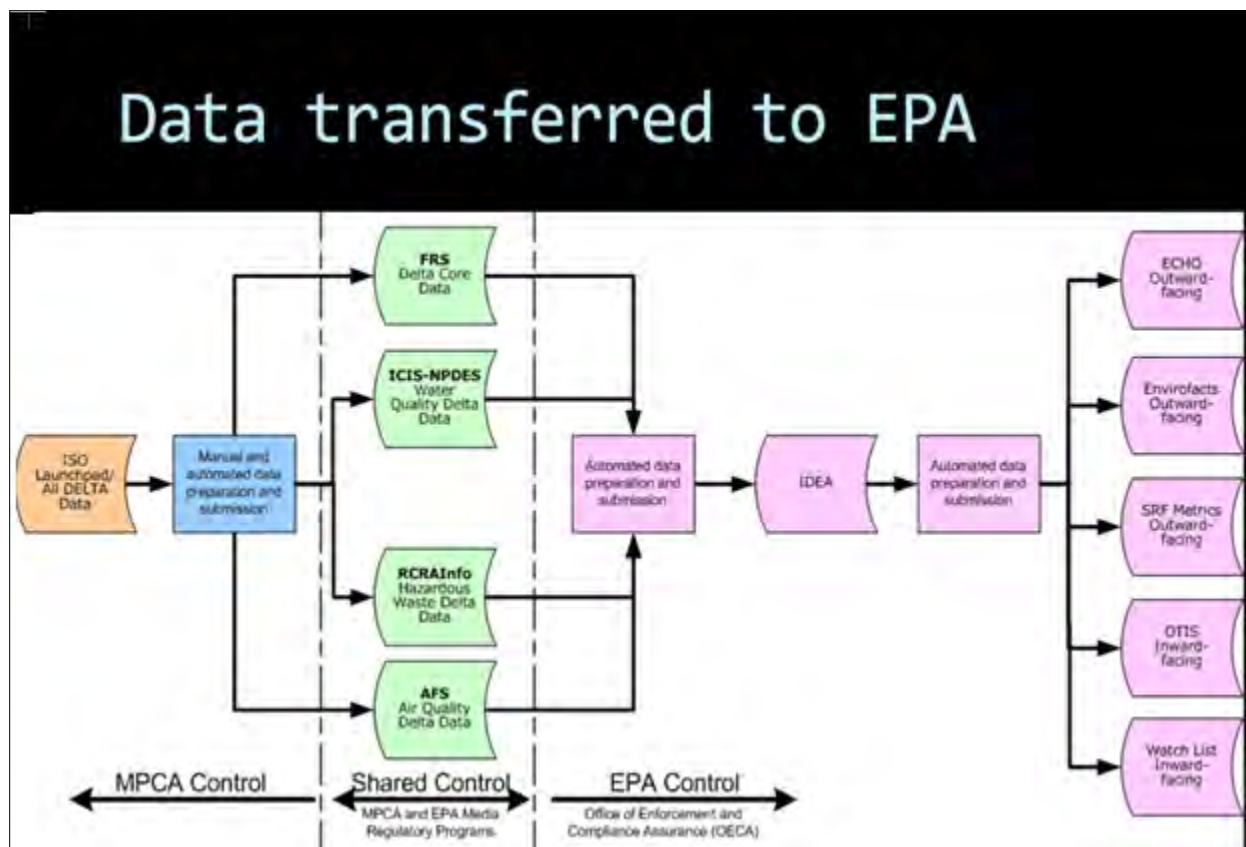 Data transferred to EPA
FRS
Delta Core
Data
ICIS-NPDES
Water
Quality Delta
Data
ISO
Launchpad/
All DELTA
Data
Manual and
automated data
preparation and
submission
RCRAInfo
Hazardous
Waste Delta
Data
AFS
Air Quality
Delta Data
Automated data
preparation and
submission
IDEA
Automated data
preparation and
submission
ECHO
Outward-
facing
Envirofacts
Outward-
facing
SRF Metrics
Outward-
facing
OTIS
Inward-
facing
Watch List
Inward-
facing
MPCA Control
Shared Control
MPCA and EPA Media
Regulatory Programs
EPA Control
Office of Enforcement and
Compliance Assurance (OECA)